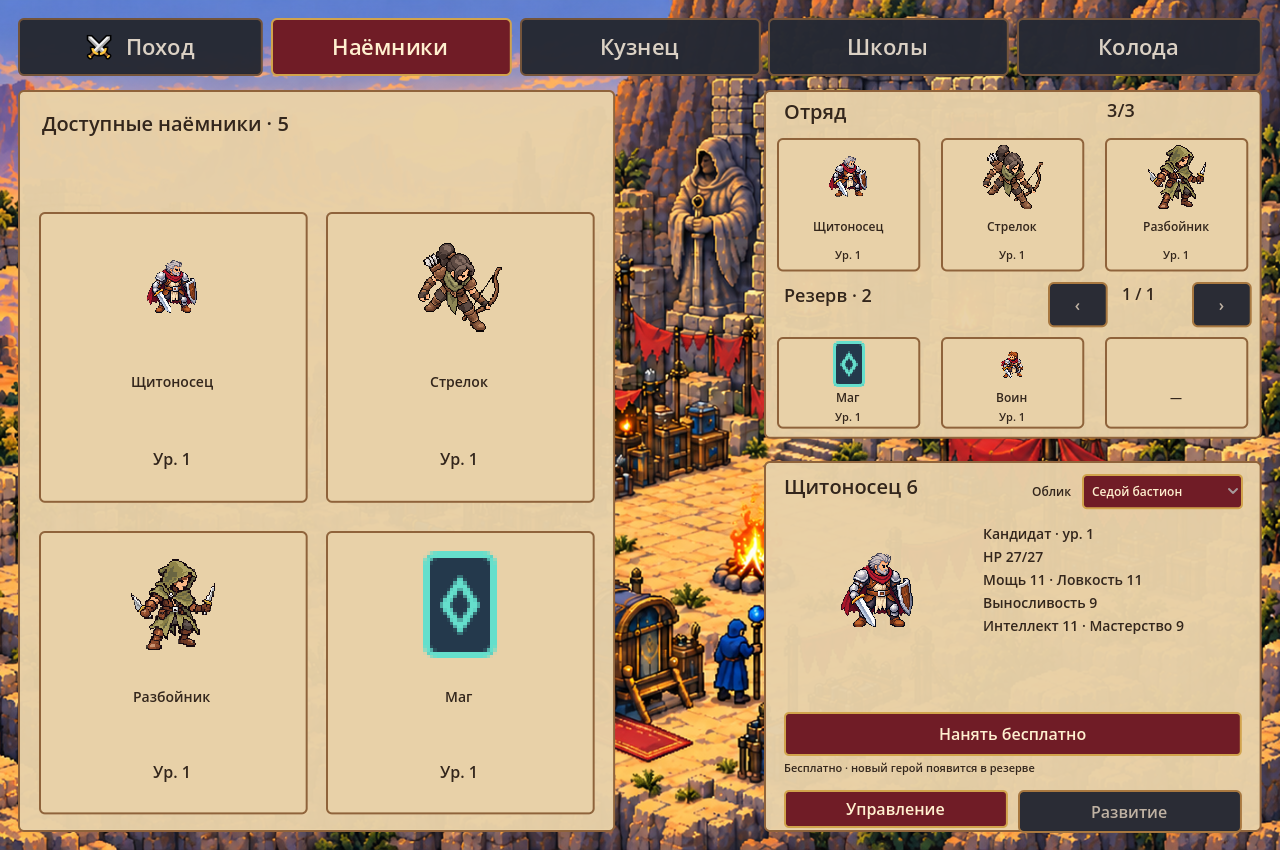 Поход
Наёмники
Кузнец
Школы
Колода
Доступные наёмники · 5
Щитоносец
Ур. 1
Стрелок
Ур. 1
Разбойник
Ур. 1
Маг
Ур. 1
Отряд
3/3
Щитоносец
Ур. 1
Стрелок
Ур. 1
Разбойник
Ур. 1
Резерв · 2
‹
1 / 1
›
Маг
Ур. 1
Воин
Ур. 1
—
Щитоносец 6
Облик
Седой бастион
Кандидат · ур. 1
HP 27/27
Мощь 11 · Ловкость 11
Выносливость 9
Интеллект 11 · Мастерство 9
Нанять бесплатно
Бесплатно · новый герой появится в резерве
Управление
Развитие